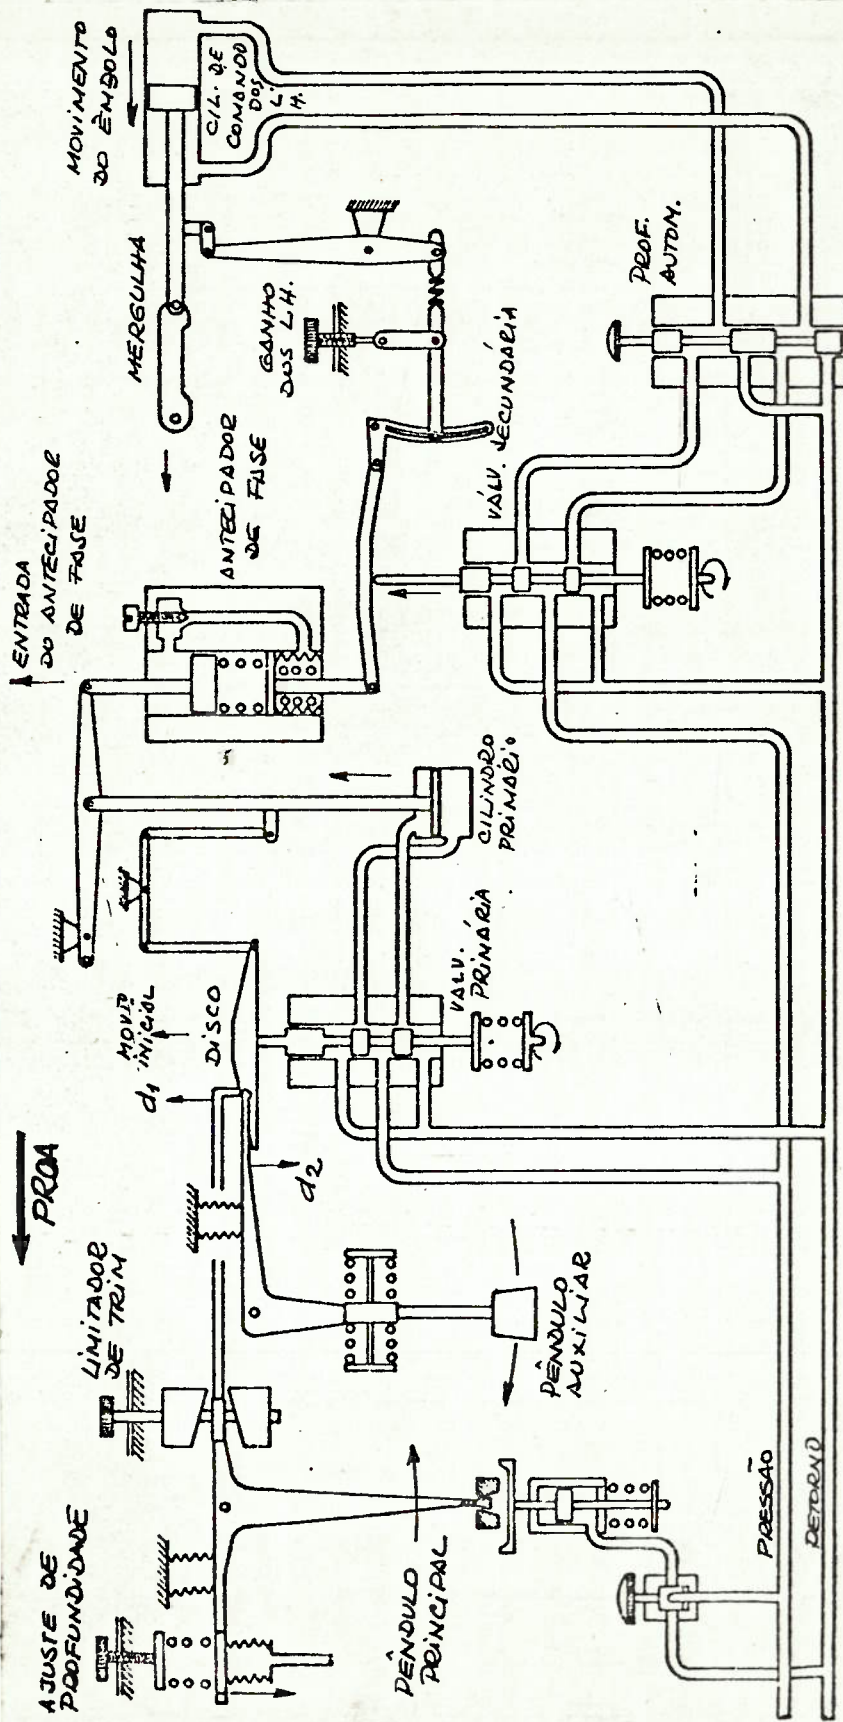 AJUSTE DE
PROFUNDIDADE
LIMITADOR
DE TRIM
PROA
PÊNDULO
PRINCIPAL
PÊNDULO
AUXILIAR
d1
d2
MOVTO
INICIAL
DISCO
VALV.
PRIMÁRIA
CILINDRO
PRIMÁRIO
ENTRADA
DO ANTECIPADOR
DE FASE
ANTECIPADOR
DE FASE
VÁLV. SECUNDÁRIA
MERGULHA
GANHO
DOS L.H.
MOVIMENTO
DO ÊMBOLO
CIL. DE
COMANDO
DOS
L.
H.
PROF.
AUTOM.
PRESSÃO
RETORNO